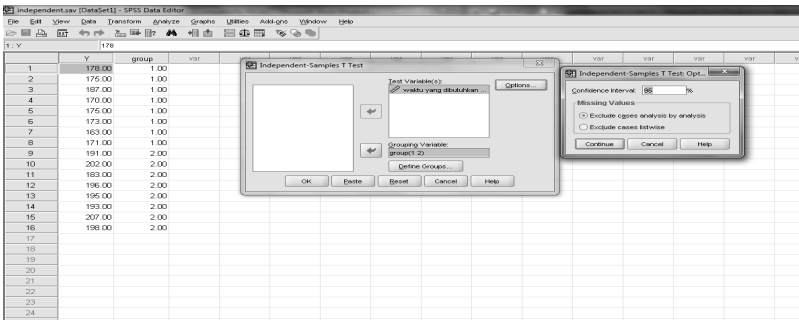 independent.sav [DataSet1] - SPSS Data Editor
File Edit View Data Transform Analyze Graphs Utilities Add-ons Window Help
1 : Y 178
Y group var var var var v
1 178.00 1.00
2 175.00 1.00
3 187.00 1.00
4 170.00 1.00
5 175.00 1.00
6 173.00 1.00
7 163.00 1.00
8 171.00 1.00
9 191.00 2.00
10 202.00 2.00
11 183.00 2.00
12 196.00 2.00
13 195.00 2.00
14 193.00 2.00
15 207.00 2.00
16 198.00 2.00
17
18
19
20
21
22
23
24
Independent-Samples T Test
Test Variable(s):
waktu yang dibutuhkan ...
Options...
Grouping Variable:
group(1 2)
Define Groups...
OK Paste Reset Cancel Help
Independent-Samples T Test: Opt...
Confidence Interval: 95 %
Missing Values
Exclude cases analysis by analysis
Exclude cases listwise
Continue Cancel Help